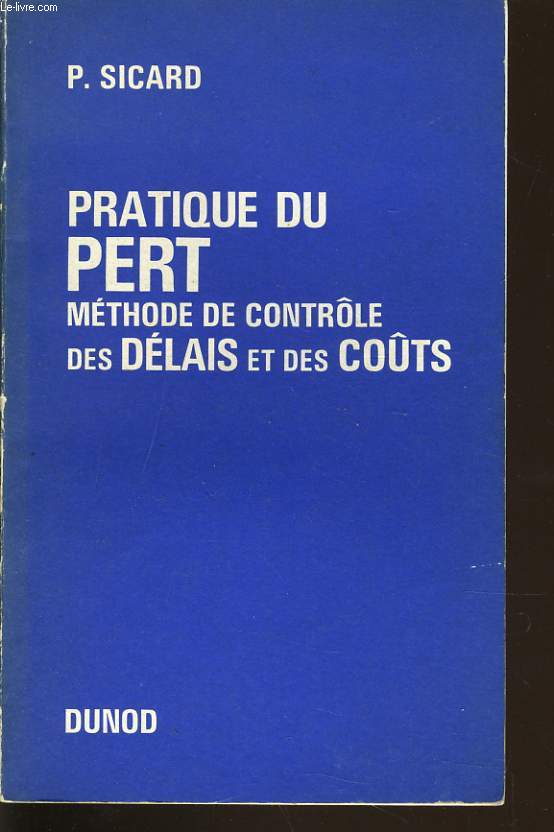 Le-livre.com
P. SICARD
PRATIQUE DU
PERT
MÉTHODE DE CONTRÔLE
DES DÉLAIS ET DES COÛTS
DUNOD